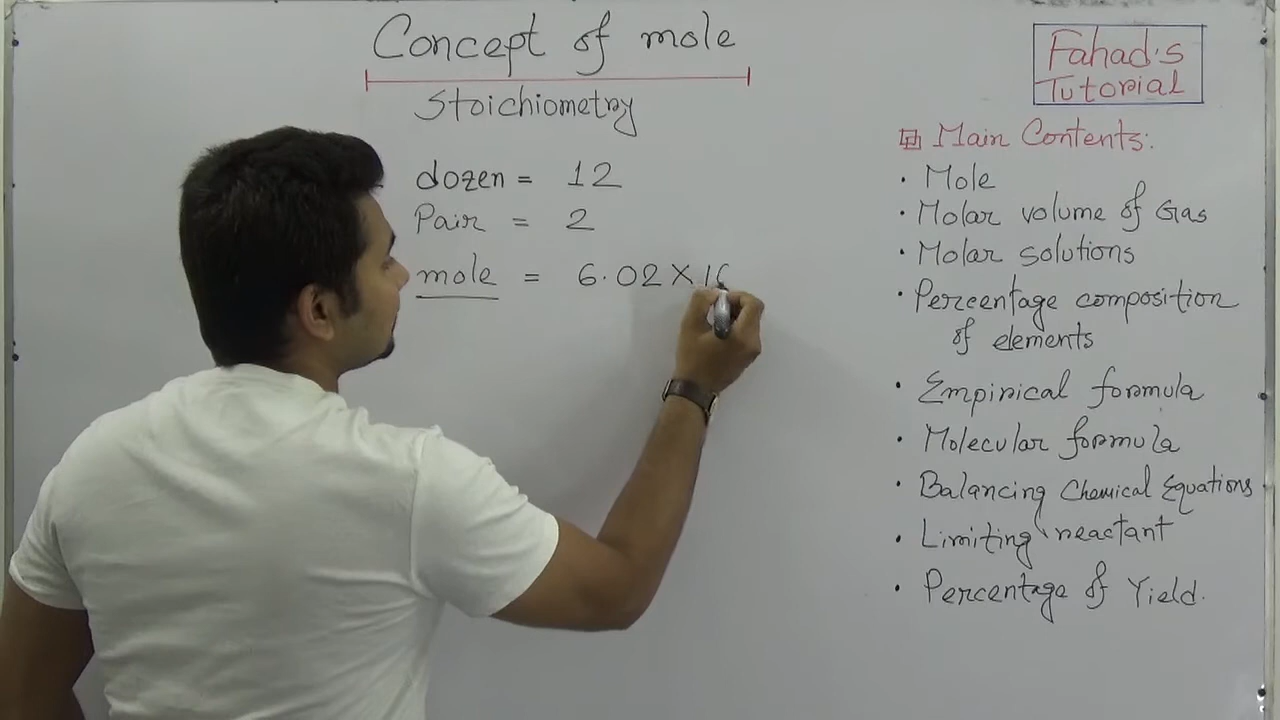 Concept of mole
Stoichiometry
dozen = 12
Pair = 2
mole = 6.02 × 10
Fahad's
Tutorial
Main Contents:
· Mole
· Molar volume of Gas
· Molar solutions
· Percentage composition
of elements
· Empirical formula
· Molecular formula
· Balancing Chemical Equations
· Limiting reactant
· Percentage of Yield.